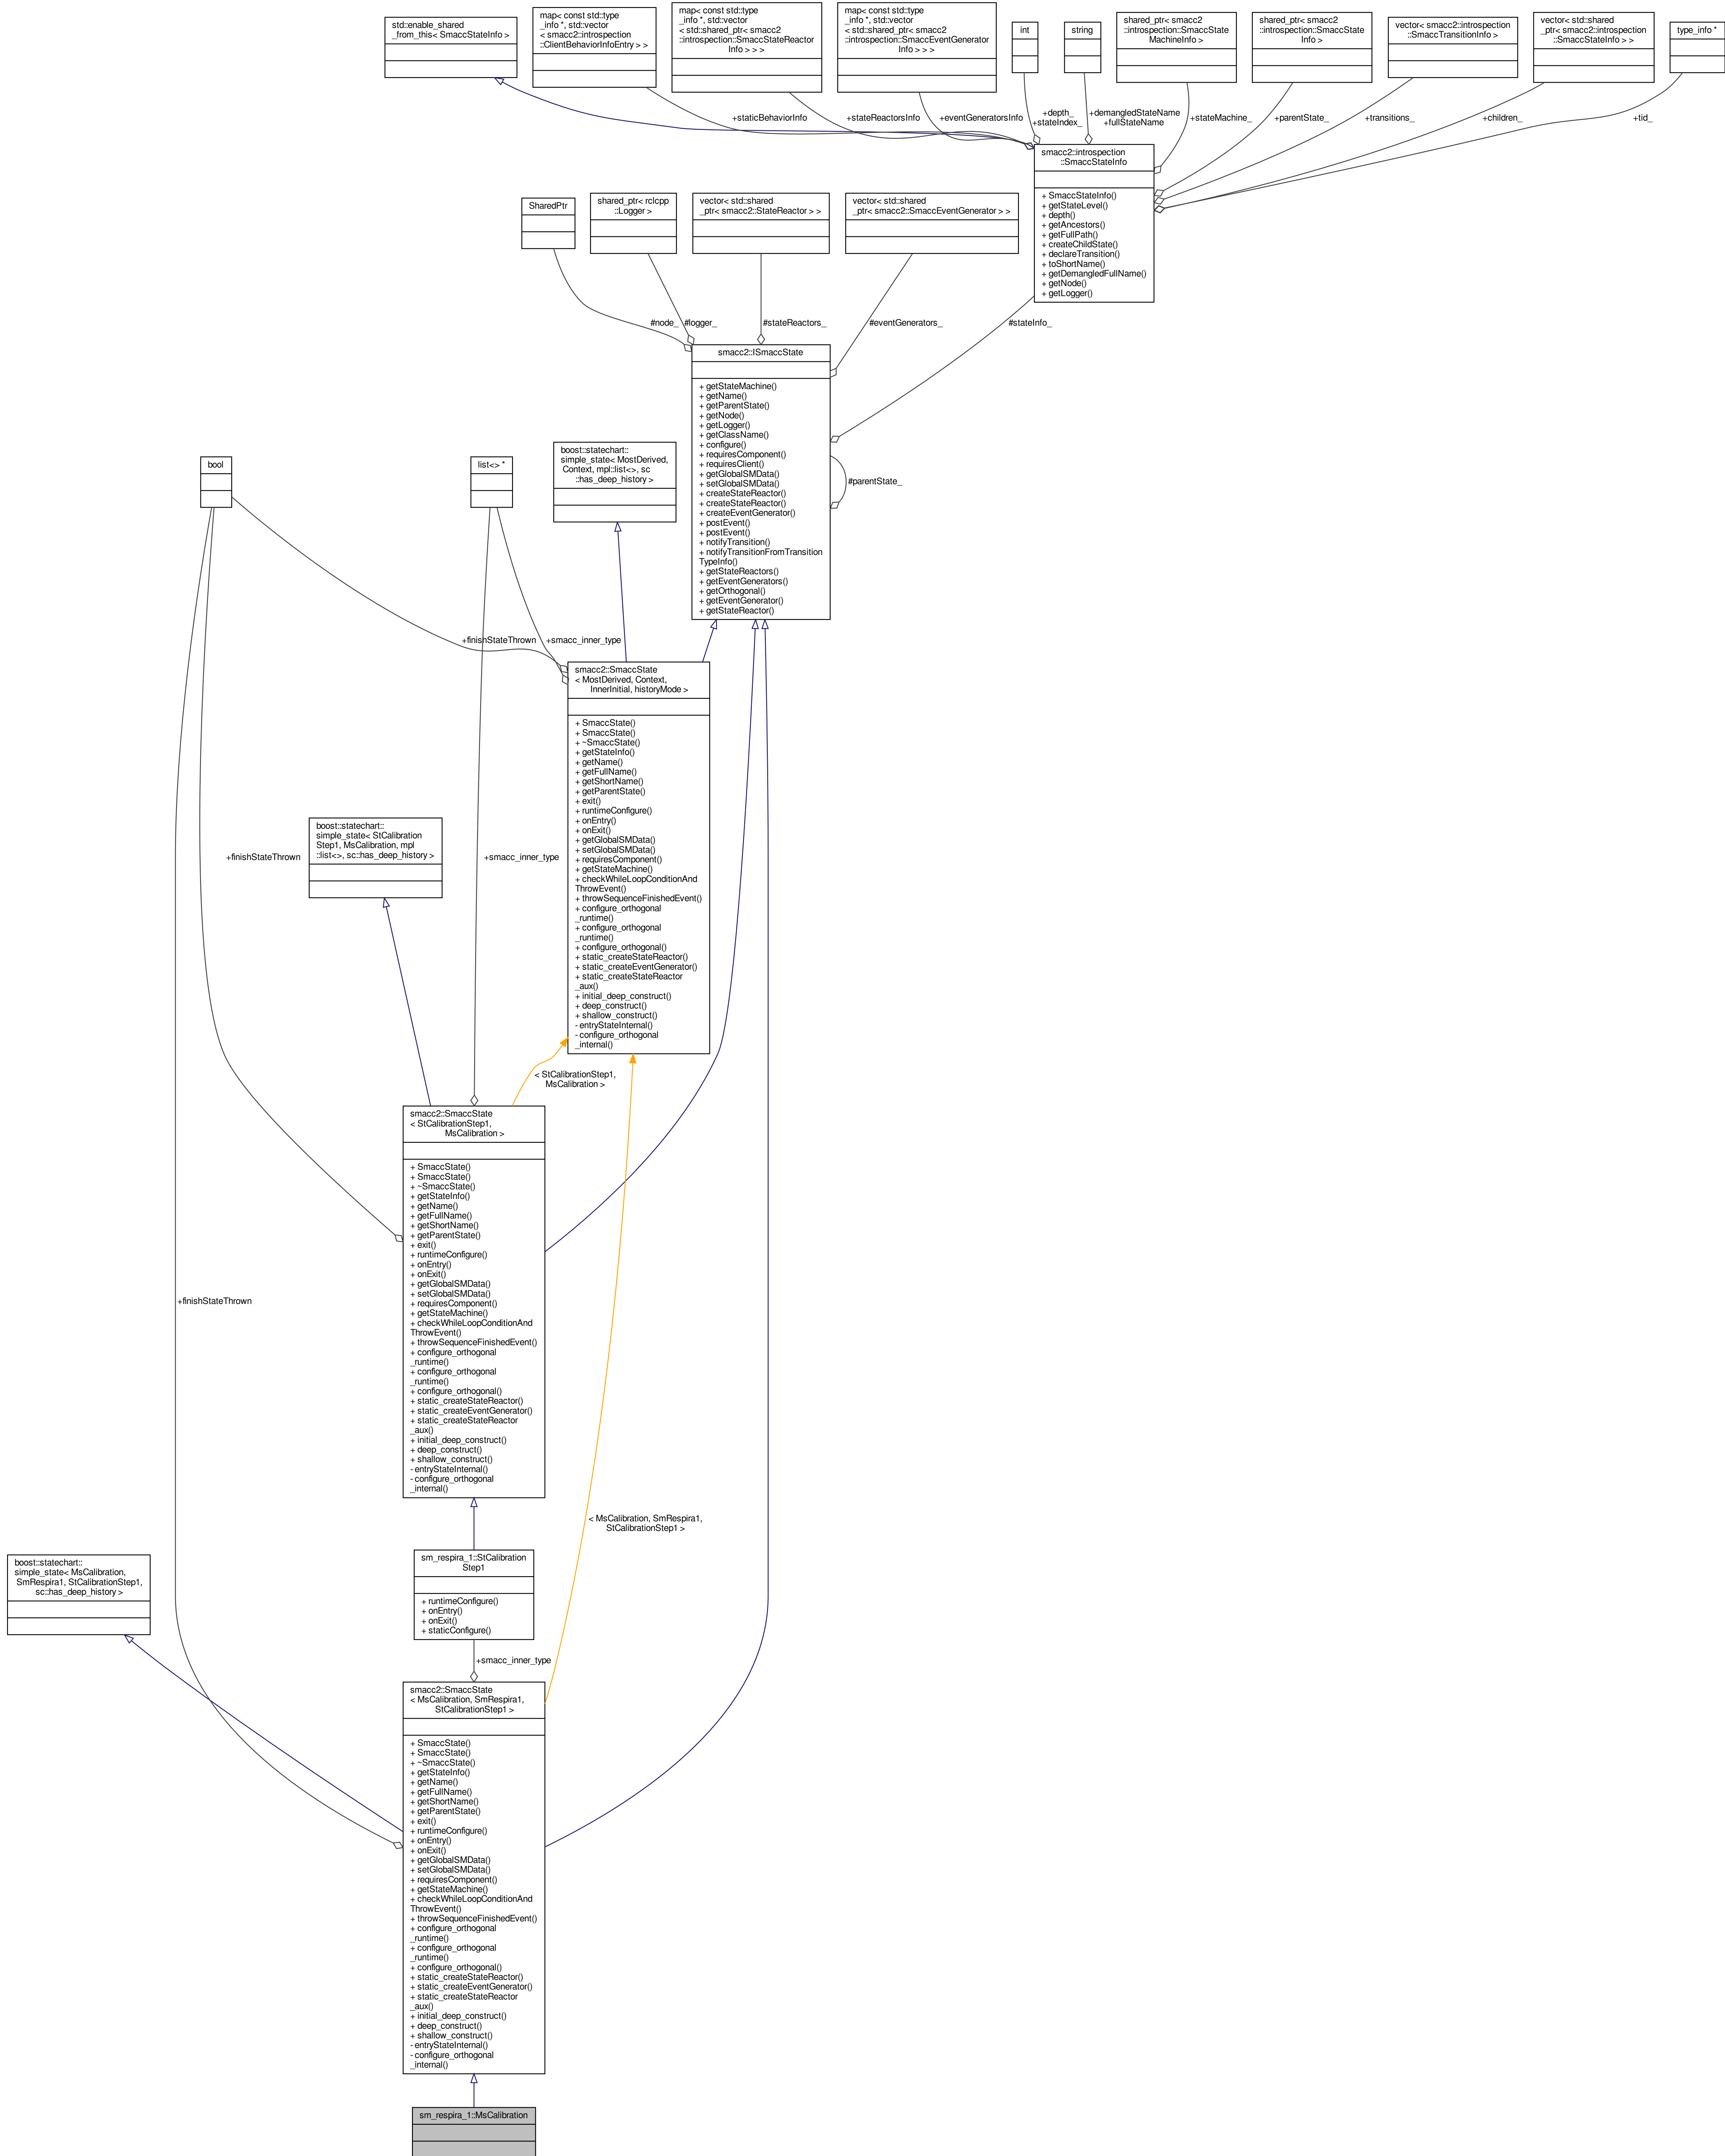 std::enable_shared
_from_this< SmaccStateInfo >
map< const std::type
_info *, std::vector
< smacc2::introspection
::ClientBehaviorInfoEntry > >
map< const std::type
_info *, std::vector
< std::shared_ptr< smacc2
::introspection::SmaccStateReactor
Info > > >
map< const std::type
_info *, std::vector
< std::shared_ptr< smacc2
::introspection::SmaccEventGenerator
Info > > >
int
string
shared_ptr< smacc2
::introspection::SmaccState
MachineInfo >
shared_ptr< smacc2
::introspection::SmaccState
Info >
vector< smacc2::introspection
::SmaccTransitionInfo >
vector< std::shared
_ptr< smacc2::introspection
::SmaccStateInfo > >
type_info *
+staticBehaviorInfo
+stateReactorsInfo
+eventGeneratorsInfo
+depth_
+stateIndex_
+demangledStateName
+fullStateName
+stateMachine_
+parentState_
+transitions_
+children_
+tid_
smacc2::introspection
::SmaccStateInfo
+ SmaccStateInfo()
+ getStateLevel()
+ depth()
+ getAncestors()
+ getFullPath()
+ createChildState()
+ declareTransition()
+ toShortName()
+ getDemangledFullName()
+ getNode()
+ getLogger()
SharedPtr
shared_ptr< rclcpp
::Logger >
vector< std::shared
_ptr< smacc2::StateReactor > >
vector< std::shared
_ptr< smacc2::SmaccEventGenerator > >
#node_
#logger_
#stateReactors_
#eventGenerators_
#stateInfo_
smacc2::ISmaccState
+ getStateMachine()
+ getName()
+ getParentState()
+ getNode()
+ getLogger()
+ getClassName()
+ configure()
+ requiresComponent()
+ requiresClient()
+ getGlobalSMData()
+ setGlobalSMData()
+ createStateReactor()
+ createStateReactor()
+ createEventGenerator()
+ postEvent()
+ postEvent()
+ notifyTransition()
+ notifyTransitionFromTransition
TypeInfo()
+ getStateReactors()
+ getEventGenerators()
+ getOrthogonal()
+ getEventGenerator()
+ getStateReactor()
#parentState_
bool
list<> *
boost::statechart::
simple_state< MostDerived,
Context, mpl::list<>, sc
::has_deep_history >
+finishStateThrown
+smacc_inner_type
smacc2::SmaccState
< MostDerived, Context,
InnerInitial, historyMode >
+ SmaccState()
+ SmaccState()
+ ~SmaccState()
+ getStateInfo()
+ getName()
+ getFullName()
+ getShortName()
+ getParentState()
+ exit()
+ runtimeConfigure()
+ onEntry()
+ onExit()
+ getGlobalSMData()
+ setGlobalSMData()
+ requiresComponent()
+ getStateMachine()
+ checkWhileLoopConditionAnd
ThrowEvent()
+ throwSequenceFinishedEvent()
+ configure_orthogonal
_runtime()
+ configure_orthogonal
_runtime()
+ configure_orthogonal()
+ static_createStateReactor()
+ static_createEventGenerator()
+ static_createStateReactor
_aux()
+ initial_deep_construct()
+ deep_construct()
+ shallow_construct()
- entryStateInternal()
- configure_orthogonal
_internal()
boost::statechart::
simple_state< StCalibration
Step1, MsCalibration, mpl
::list<>, sc::has_deep_history >
+finishStateThrown
+smacc_inner_type
< StCalibrationStep1,
MsCalibration >
smacc2::SmaccState
< StCalibrationStep1,
MsCalibration >
+ SmaccState()
+ SmaccState()
+ ~SmaccState()
+ getStateInfo()
+ getName()
+ getFullName()
+ getShortName()
+ getParentState()
+ exit()
+ runtimeConfigure()
+ onEntry()
+ onExit()
+ getGlobalSMData()
+ setGlobalSMData()
+ requiresComponent()
+ getStateMachine()
+ checkWhileLoopConditionAnd
ThrowEvent()
+ throwSequenceFinishedEvent()
+ configure_orthogonal
_runtime()
+ configure_orthogonal
_runtime()
+ configure_orthogonal()
+ static_createStateReactor()
+ static_createEventGenerator()
+ static_createStateReactor
_aux()
+ initial_deep_construct()
+ deep_construct()
+ shallow_construct()
- entryStateInternal()
- configure_orthogonal
_internal()
+finishStateThrown
< MsCalibration, SmRespira1,
StCalibrationStep1 >
boost::statechart::
simple_state< MsCalibration,
SmRespira1, StCalibrationStep1,
sc::has_deep_history >
sm_respira_1::StCalibration
Step1
+ runtimeConfigure()
+ onEntry()
+ onExit()
+ staticConfigure()
+smacc_inner_type
smacc2::SmaccState
< MsCalibration, SmRespira1,
StCalibrationStep1 >
+ SmaccState()
+ SmaccState()
+ ~SmaccState()
+ getStateInfo()
+ getName()
+ getFullName()
+ getShortName()
+ getParentState()
+ exit()
+ runtimeConfigure()
+ onEntry()
+ onExit()
+ getGlobalSMData()
+ setGlobalSMData()
+ requiresComponent()
+ getStateMachine()
+ checkWhileLoopConditionAnd
ThrowEvent()
+ throwSequenceFinishedEvent()
+ configure_orthogonal
_runtime()
+ configure_orthogonal
_runtime()
+ configure_orthogonal()
+ static_createStateReactor()
+ static_createEventGenerator()
+ static_createStateReactor
_aux()
+ initial_deep_construct()
+ deep_construct()
+ shallow_construct()
- entryStateInternal()
- configure_orthogonal
_internal()
sm_respira_1::MsCalibration